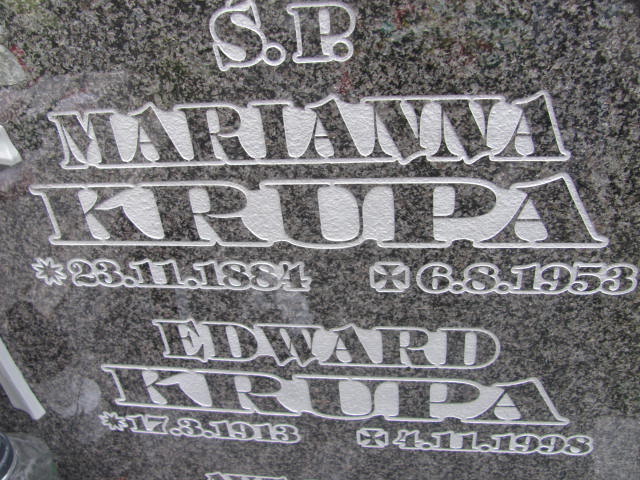 Ś.P.
MARIANNA
KRUPA
23.11.1884 6.8.1953
EDWARD
KRUPA
17.3.1913 4.11.1998